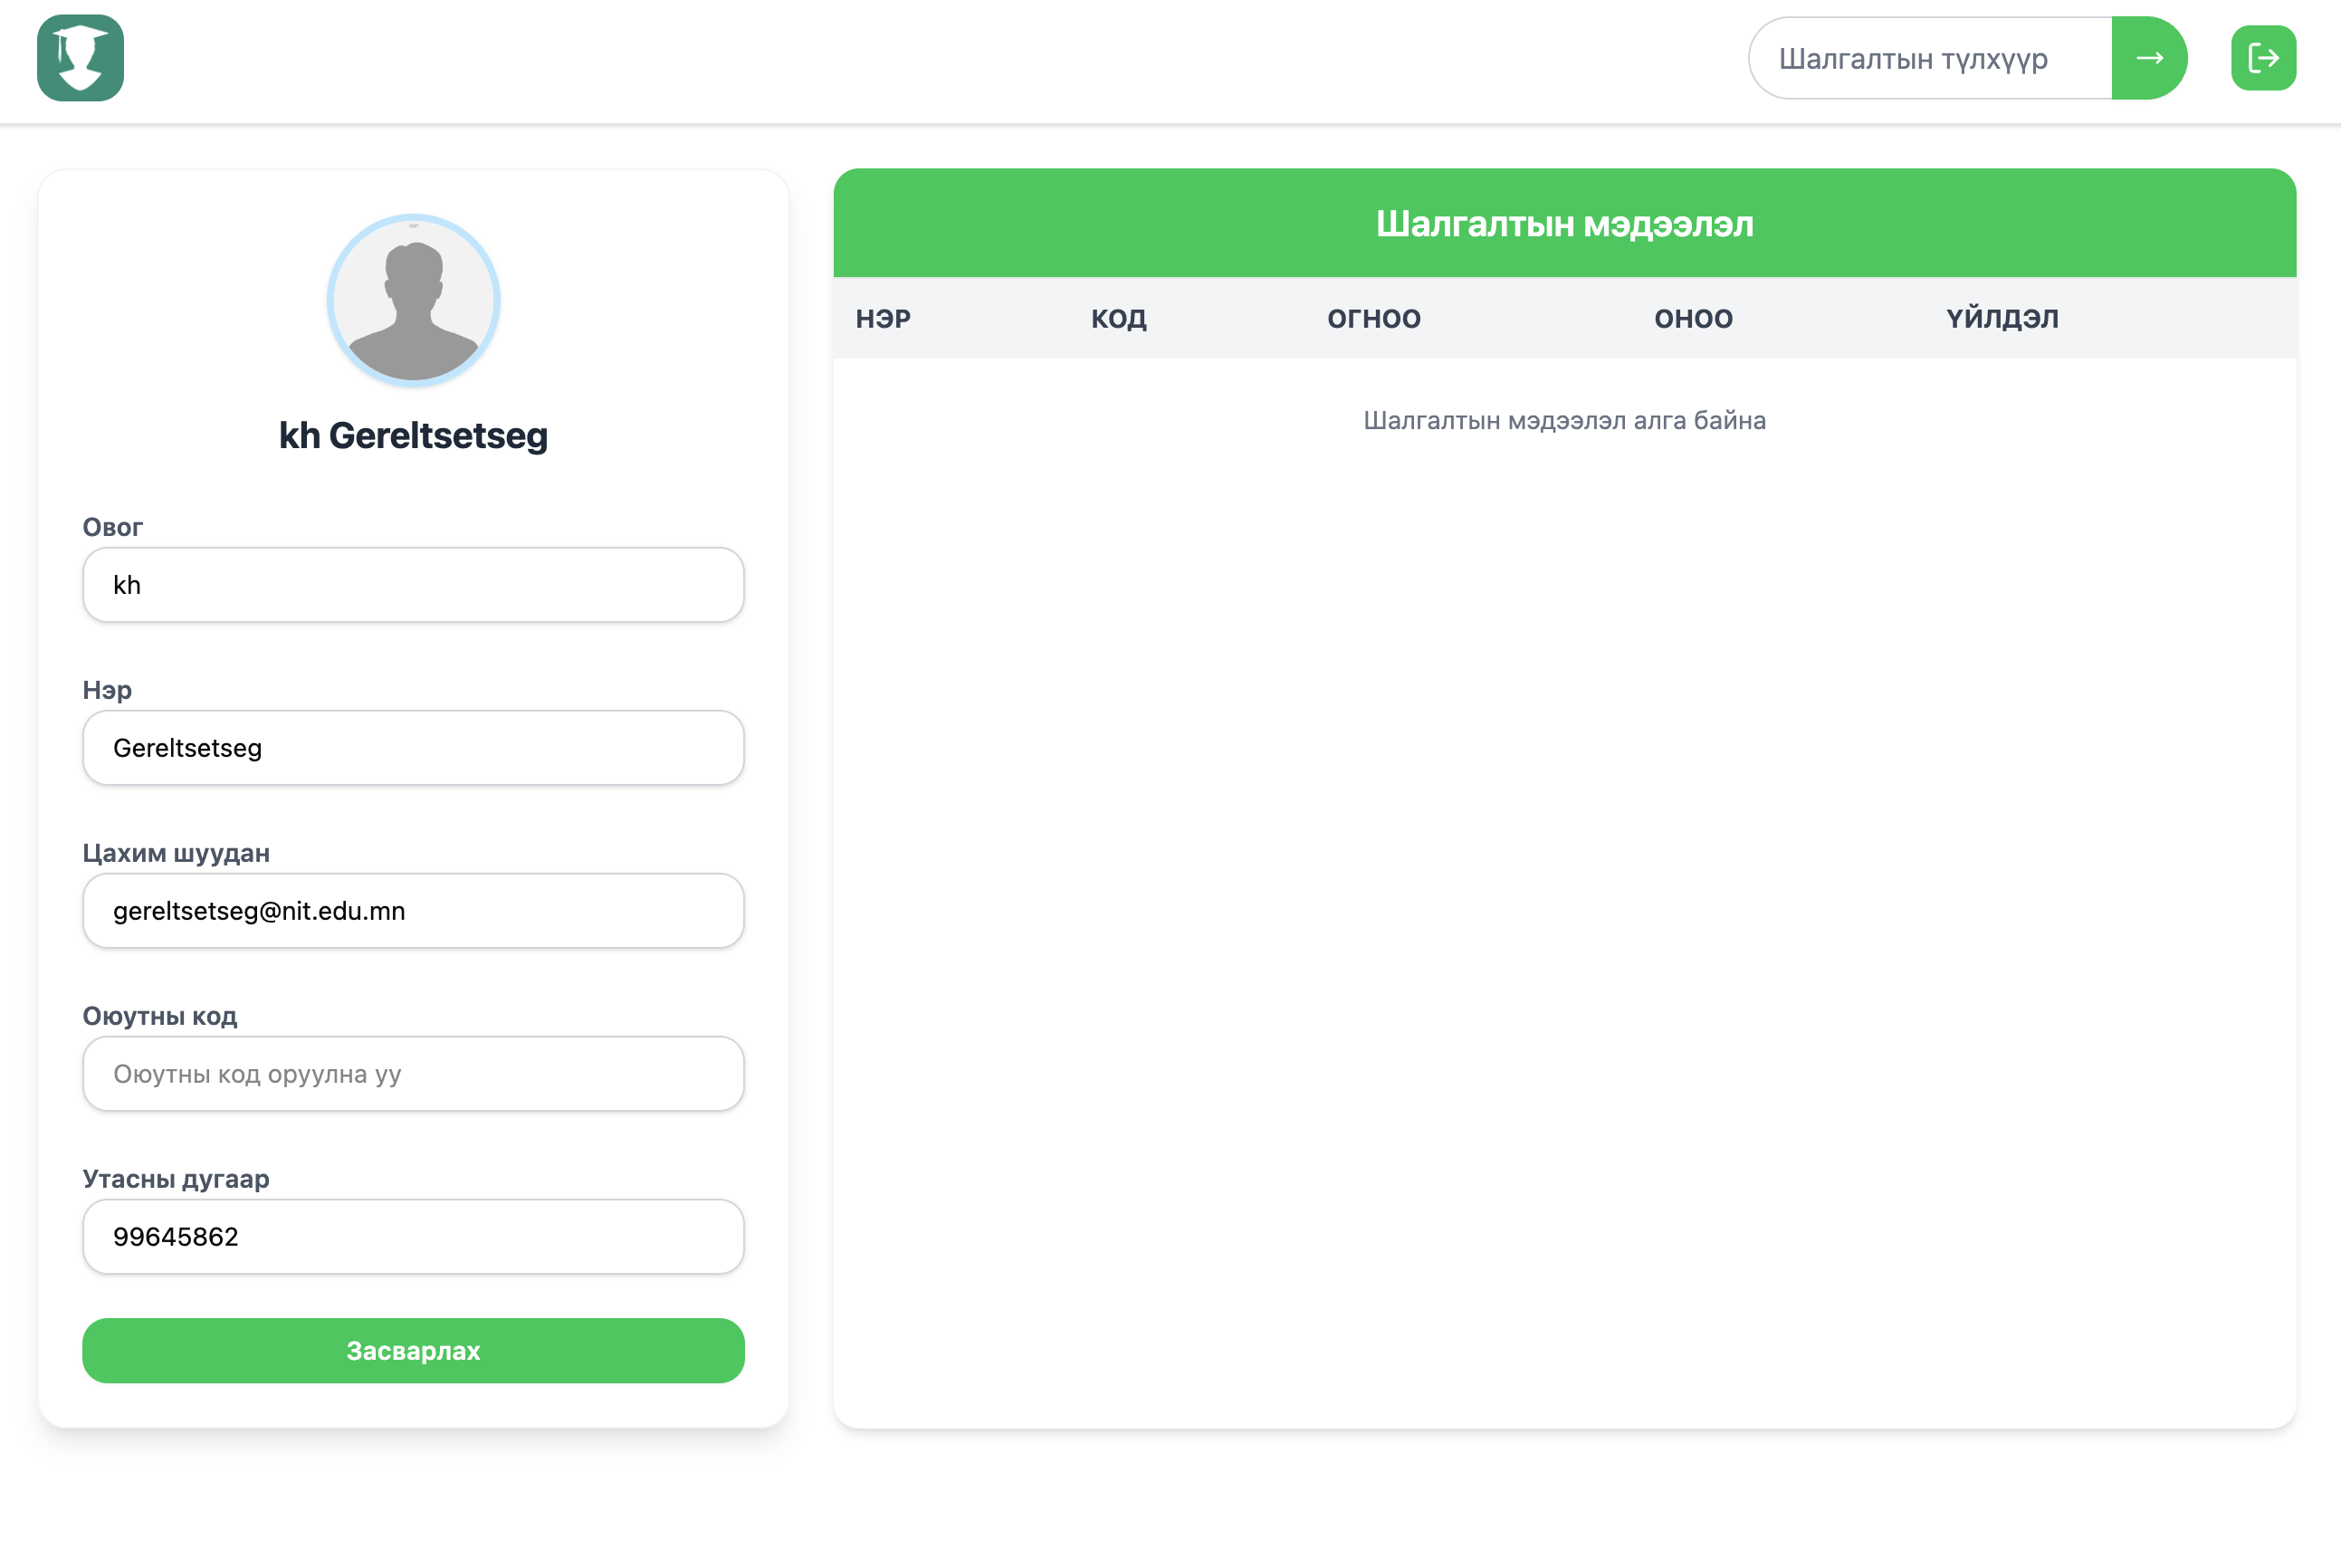 Шалгалтын түлхүүр
kh Gereltsetseg
Овог
kh
Нэр
Gereltsetseg
Цахим шуудан
gereltsetseg@nit.edu.mn
Оюутны код
Оюутны код оруулна уу
Утасны дугаар
99645862
Засварлах
Шалгалтын мэдээлэл
НЭР КОД ОГНОО ОНОО ҮЙЛДЭЛ
Шалгалтын мэдээлэл алга байна